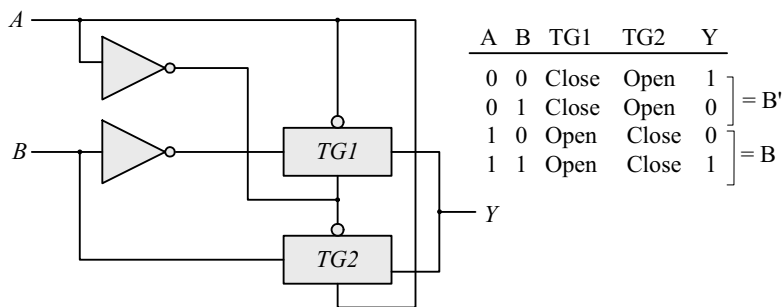 A
A B TG1 TG2 Y
0 0 Close Open 1
0 1 Close Open 0
= B'
1 0 Open Close 0
1 1 Open Close 1
= B
B
TG1
Y
TG2